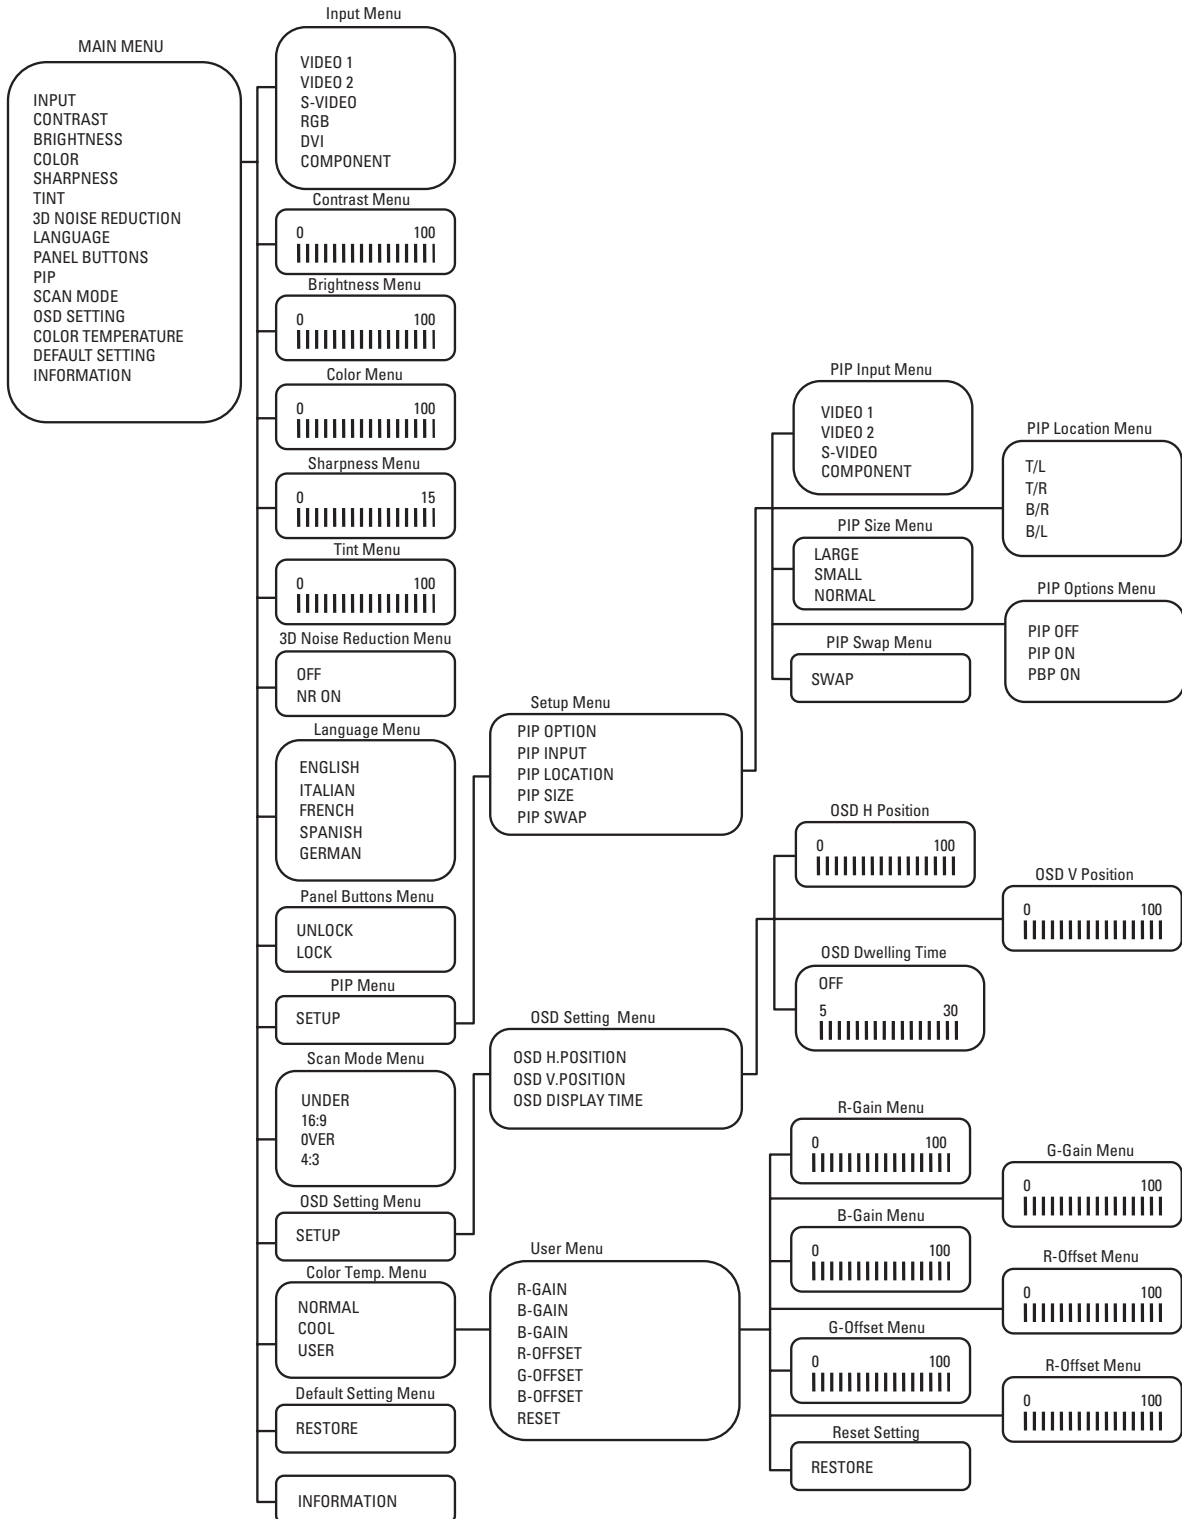 MAIN MENU
INPUT
CONTRAST
BRIGHTNESS
COLOR
SHARPNESS
TINT
3D NOISE REDUCTION
LANGUAGE
PANEL BUTTONS
PIP
SCAN MODE
OSD SETTING
COLOR TEMPERATURE
DEFAULT SETTING
INFORMATION
Input Menu
VIDEO 1
VIDEO 2
S-VIDEO
RGB
DVI
COMPONENT
Contrast Menu
0 100
Brightness Menu
0 100
Color Menu
0 100
Sharpness Menu
0 15
Tint Menu
0 100
3D Noise Reduction Menu
OFF
NR ON
Language Menu
ENGLISH
ITALIAN
FRENCH
SPANISH
GERMAN
Panel Buttons Menu
UNLOCK
LOCK
PIP Menu
SETUP
Scan Mode Menu
UNDER
16:9
0VER
4:3
OSD Setting Menu
SETUP
Color Temp. Menu
NORMAL
COOL
USER
Default Setting Menu
RESTORE
INFORMATION
Setup Menu
PIP OPTION
PIP INPUT
PIP LOCATION
PIP SIZE
PIP SWAP
OSD Setting Menu
OSD H.POSITION
OSD V.POSITION
OSD DISPLAY TIME
User Menu
R-GAIN
B-GAIN
B-GAIN
R-OFFSET
G-OFFSET
B-OFFSET
RESET
PIP Input Menu
VIDEO 1
VIDEO 2
S-VIDEO
COMPONENT
PIP Location Menu
T/L
T/R
B/R
B/L
PIP Size Menu
LARGE
SMALL
NORMAL
PIP Options Menu
PIP OFF
PIP ON
PBP ON
PIP Swap Menu
SWAP
OSD H Position
0 100
OSD V Position
0 100
OSD Dwelling Time
OFF
5 30
R-Gain Menu
0 100
G-Gain Menu
0 100
B-Gain Menu
0 100
R-Offset Menu
0 100
G-Offset Menu
0 100
R-Offset Menu
0 100
Reset Setting
RESTORE